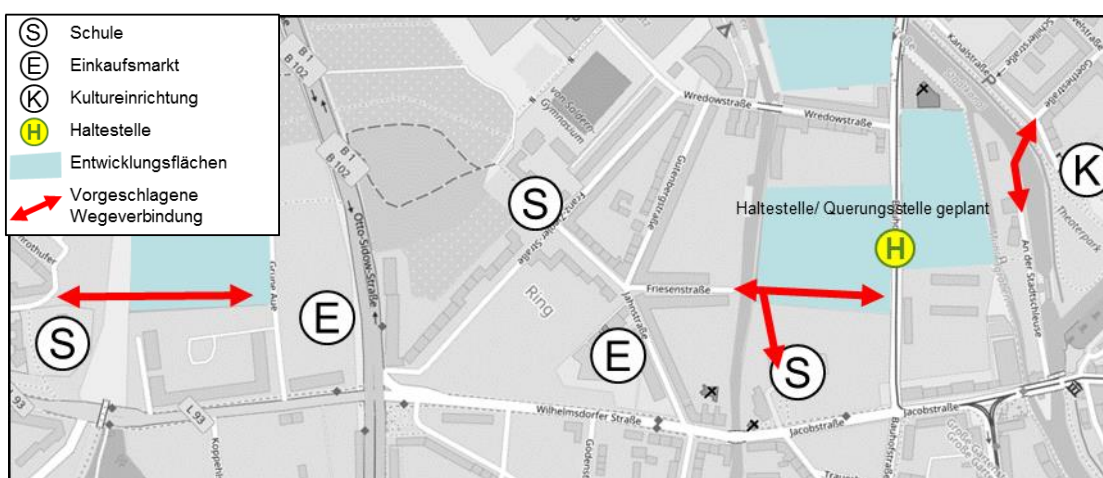 S Schule
E Einkaufsmarkt
K Kultureinrichtung
H Haltestelle
Entwicklungsflächen
Vorgeschlagene
Wegeverbindung
B 1
B 102
B 1
B 102
Otto-Sidow-Straße
von Saldern-
Gymnasium
Wredowstraße
Wredowstraße
Gutenbergstraße
Kanalstraße
Schillerstraße
Goethestraße
P
S
K
Haltestelle/ Querungsstelle geplant
H
Theaterpark
An der Stadtschleuse
Grüne Aue
Friesenstraße
Jahnstraße
Ring
E
S
E
S
L 93
L 93
Wilhelmsdorfer Straße
Jacobstraße
Jacobstraße
Bauhofstraße